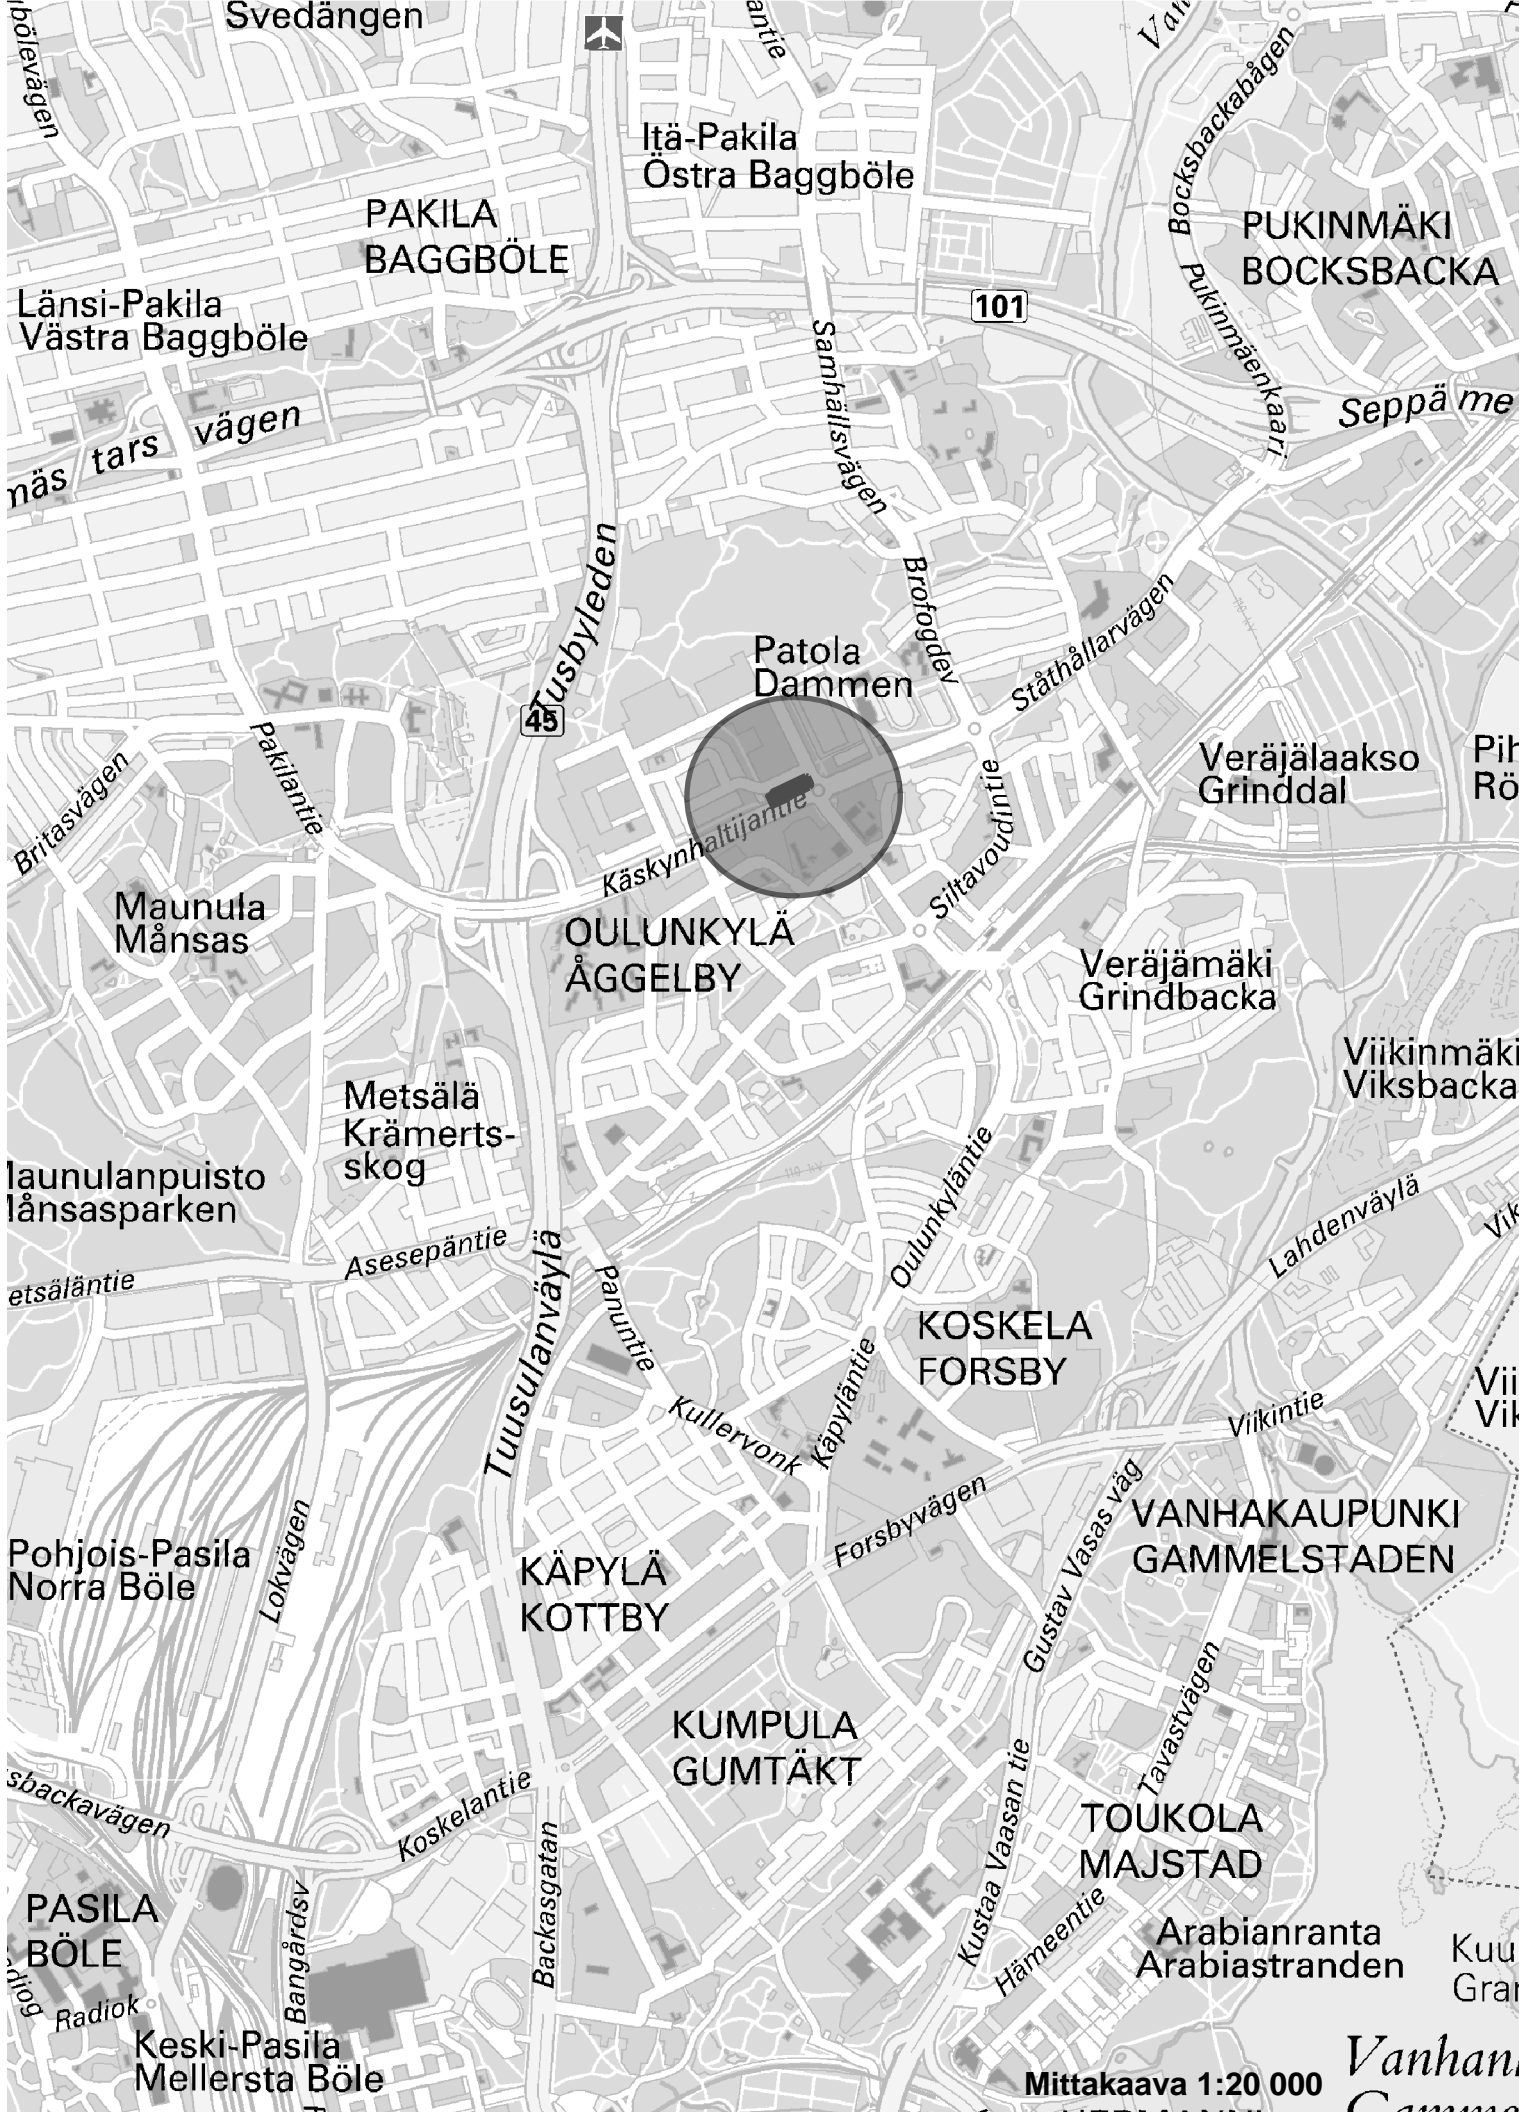 Svedängen
Itä-Pakila
Östra Baggböle
Bocksbackabågen
PAKILA
BAGGBÖLE
PUKINMÄKI
BOCKSBACKA
Länsi-Pakila
Västra Baggböle
101
Pukinmäenkaari
Samhällsvägen
Seppä me
tars vägen
Tusbyleden
Brofogdev
Ståthållarvägen
Patola
Dammen
45
Pakilantie
Britasvägen
Veräjälaakso
Grinddal
Siltavoudintie
Käskynhaltijantie
Maunula
Månsas
OULUNKYLÄ
ÅGGELBY
Veräjämäki
Grindbacka
Viikinmäki
Viksbacka
Metsälä
Krämerts-
skog
110 kV
Oulunkyläntie
Lahdenväylä
Asesepäntie
Tuusulanväylä
Panuntie
KOSKELA
FORSBY
Käpyläntie
Kullervonk
Viikintie
Forsbyvägen
Gustav Vasas väg
VANHAKAUPUNKI
GAMMELSTADEN
Pohjois-Pasila
Norra Böle
Lokvägen
KÄPYLÄ
KOTTBY
Tavastvägen
KUMPULA
GUMTÄKT
Koskelantie
Kustaa Vaasan tie
TOUKOLA
MAJSTAD
Backasgatan
Hämeentie
PASILA
BÖLE
Bangårdsv
Arabianranta
Arabiastranden
Radiok
Keski-Pasila
Mellersta Böle
Mittakaava 1:20 000